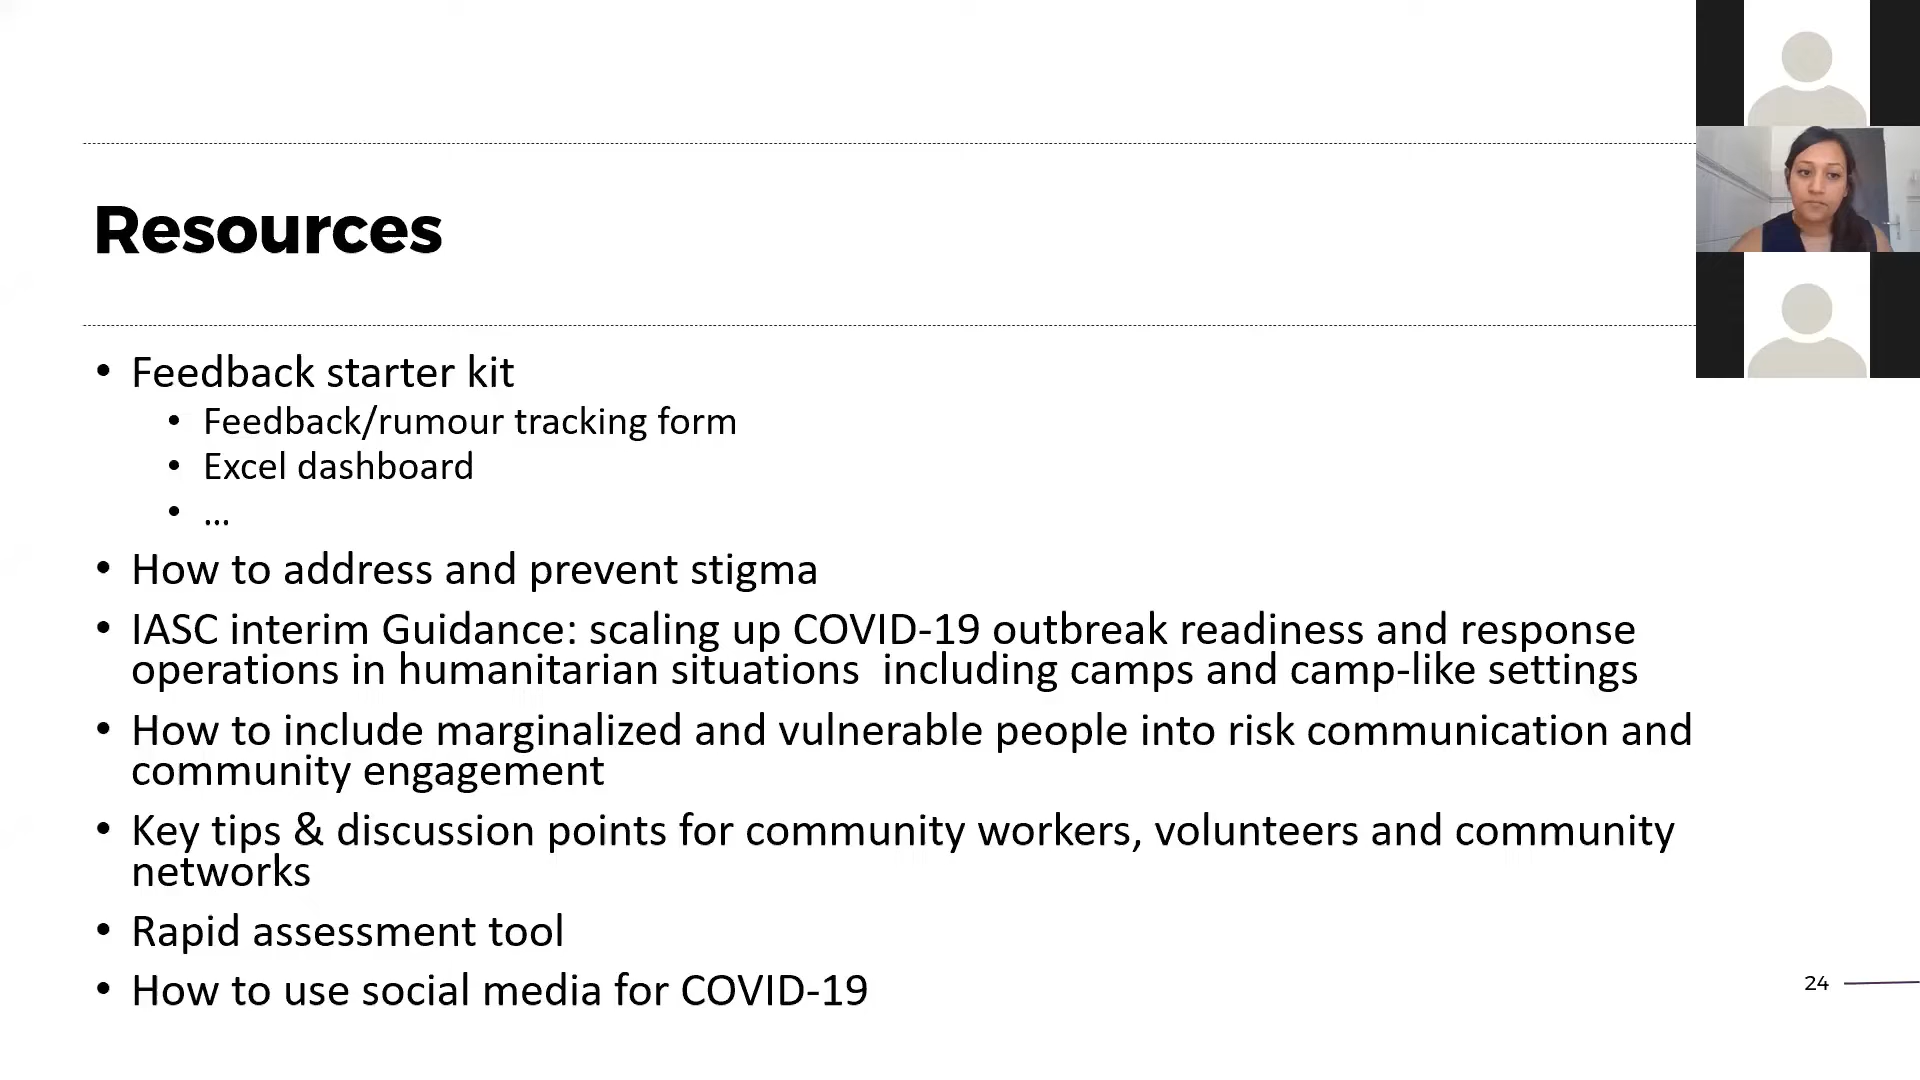 Resources
• Feedback starter kit
• Feedback/rumour tracking form
• Excel dashboard
• ...
• How to address and prevent stigma
• IASC interim Guidance: scaling up COVID-19 outbreak readiness and response
operations in humanitarian situations  including camps and camp-like settings
• How to include marginalized and vulnerable people into risk communication and
community engagement
• Key tips & discussion points for community workers, volunteers and community
networks
• Rapid assessment tool
• How to use social media for COVID-19
24